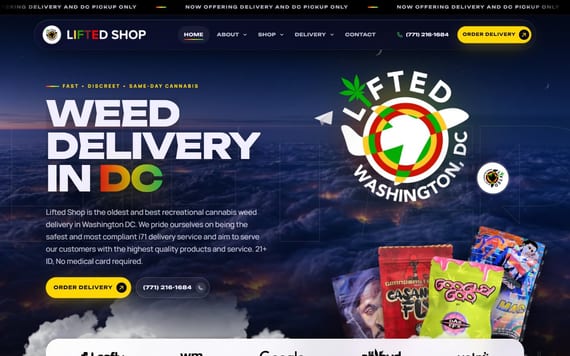 ERING DELIVERY AND DC PICKUP ONLY NOW OFFERING DELIVERY AND DC PICKUP ONLY NOW OFFERING DELIVERY AND DC PICKUP ONLY
LIFTED SHOP HOME ABOUT SHOP DELIVERY CONTACT (771) 216-1684 ORDER DELIVERY
FAST • DISCREET • SAME-DAY CANNABIS
WEED
DELIVERY
IN DC
Lifted Shop is the oldest and best recreational cannabis weed
delivery in Washington DC. We pride ourselves on being the
safest and most compliant i71 delivery service and aim to serve
our customers with the highest quality products and service. 21+
ID, No medical card required.
ORDER DELIVERY (771) 216-1684
LIFTED
WASHINGTON, DC
Google